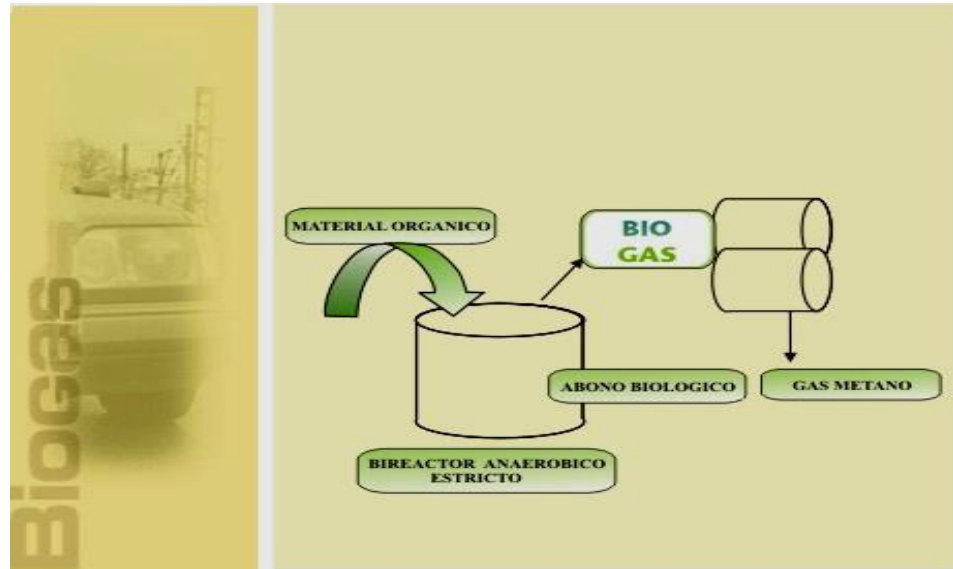 Biogas
MATERIAL ORGANICO
BIO
GAS
ABONO BIOLOGICO
GAS METANO
BIREACTOR ANAEROBICO
ESTRICTO